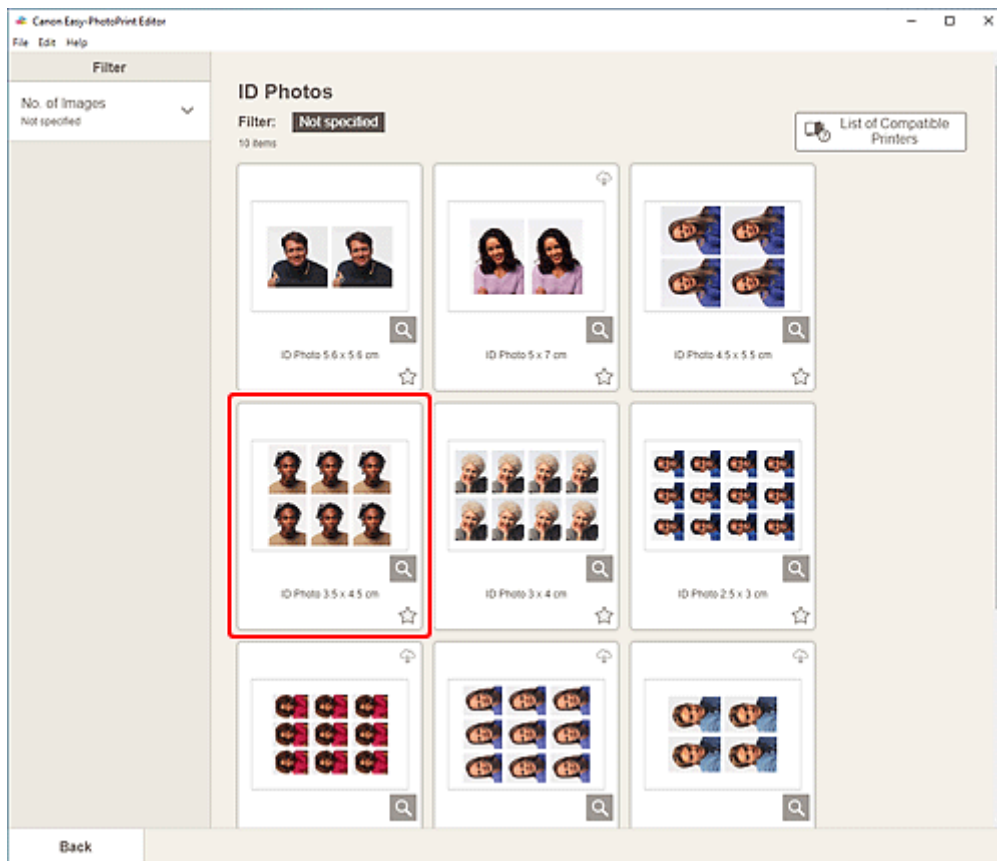 Canon Easy-PhotoPrint Editor
File Edit Help
Filter
No. of Images
Not specified
ID Photos
Filter: Not specified
10 items
List of Compatible
Printers
ID Photo 5.6 x 5.6 cm
ID Photo 5 x 7 cm
ID Photo 4.5 x 5.5 cm
ID Photo 3.5 x 4.5 cm
ID Photo 3 x 4 cm
ID Photo 2.5 x 3 cm
Back